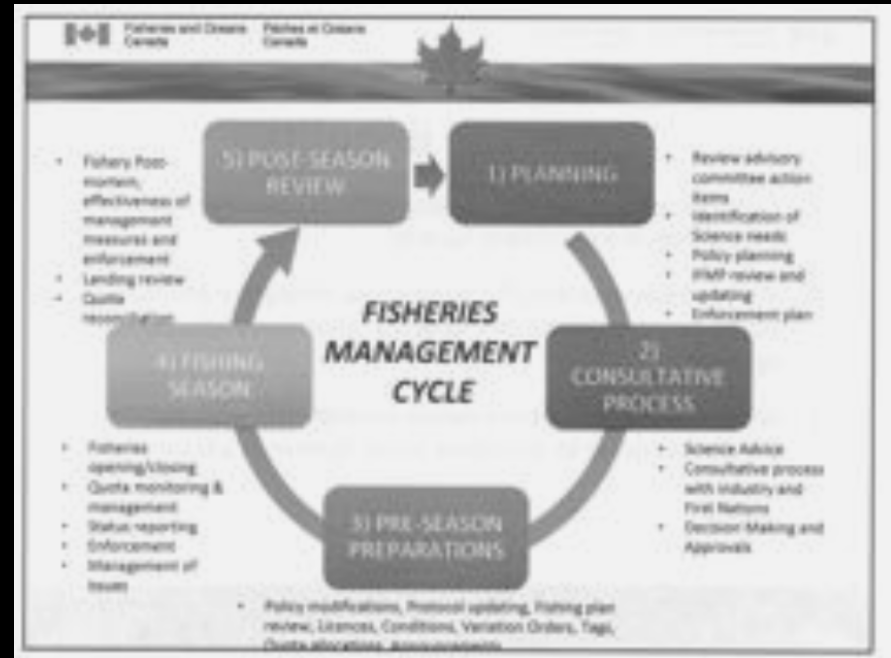 Fisheries and Oceans
Canada
Pêches et Océans
Canada
5) POST-SEASON
REVIEW
1) PLANNING
• Fishery Post-
mortem,
effectiveness of
management
measures and
enforcement
• Landing review
• Quota
reconciliation
• Review advisory
committee action
items
• Identification of
Science needs
• Policy planning
• IFMP review and
updating
• Enforcement plan
FISHERIES
MANAGEMENT
CYCLE
4) FISHING
SEASON
2)
CONSULTATIVE
PROCESS
• Fisheries
opening/closing
• Quota monitoring &
management
• Status reporting
• Enforcement
• Management of
Issues
• Science Advice
• Consultative process
with Industry and
First Nations
• Decision Making and
Approvals
3) PRE-SEASON
PREPARATIONS
• Policy modifications, Protocol updating, Fishing plan
review, Licences, Conditions, Variation Orders, Tags,
Quota allocations, Announcements